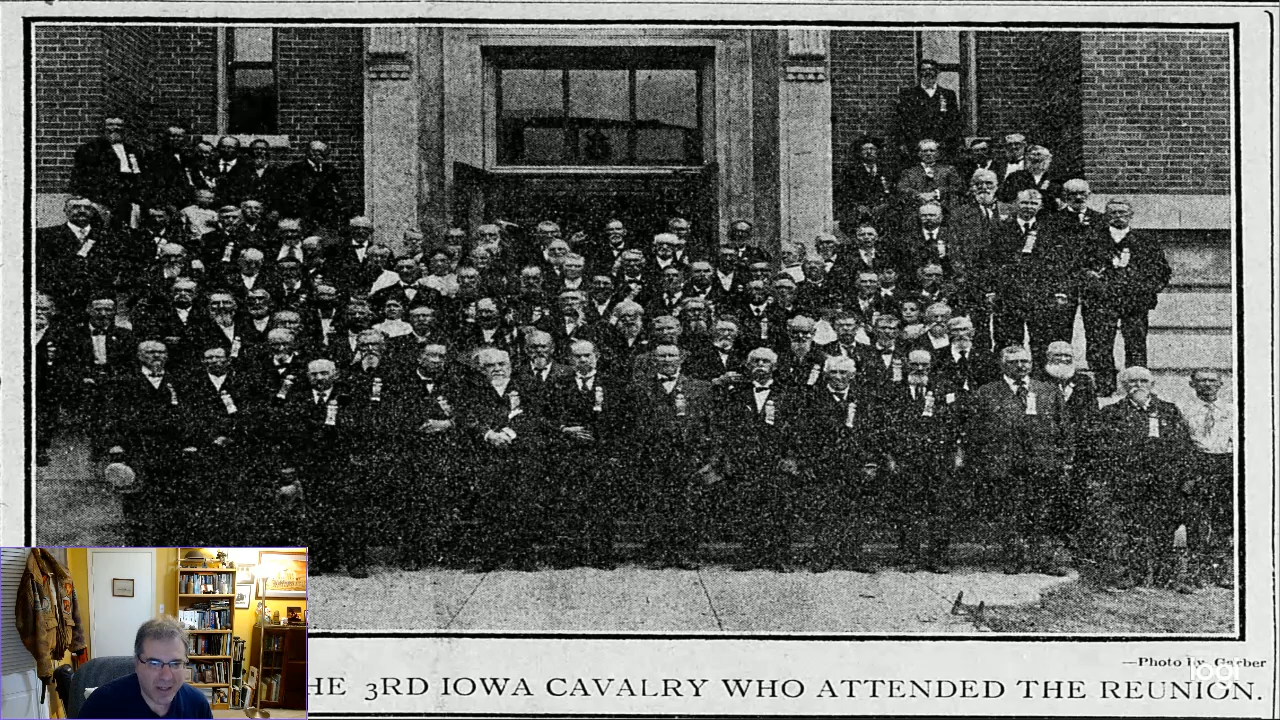 —Photo by Garber
HE 3RD IOWA CAVALRY WHO ATTENDED THE REUNION.